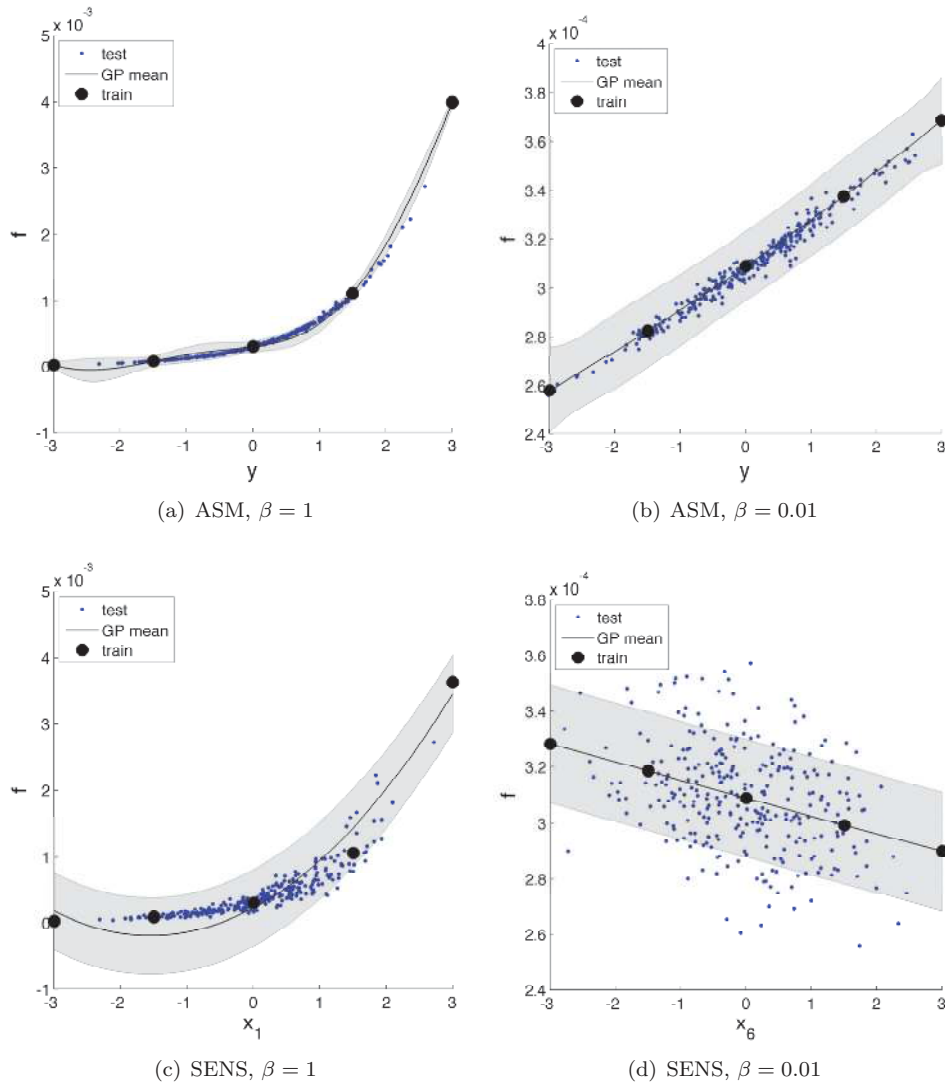 x 10⁻³
5
4
3
2
1
0
-1
f
test
GP mean
train
-3 -2 -1 0 1 2 3
y
(a) ASM, β = 1
x 10⁻⁴
4
3.8
3.6
3.4
3.2
3
2.8
2.6
2.4
f
test
GP mean
train
-3 -2 -1 0 1 2 3
y
(b) ASM, β = 0.01
x 10⁻³
5
4
3
2
1
0
-1
f
test
GP mean
train
-3 -2 -1 0 1 2 3
x₁
(c) SENS, β = 1
x 10⁻⁴
3.8
3.6
3.4
3.2
3
2.8
2.6
2.4
f
test
GP mean
train
-3 -2 -1 0 1 2 3
x₆
(d) SENS, β = 0.01